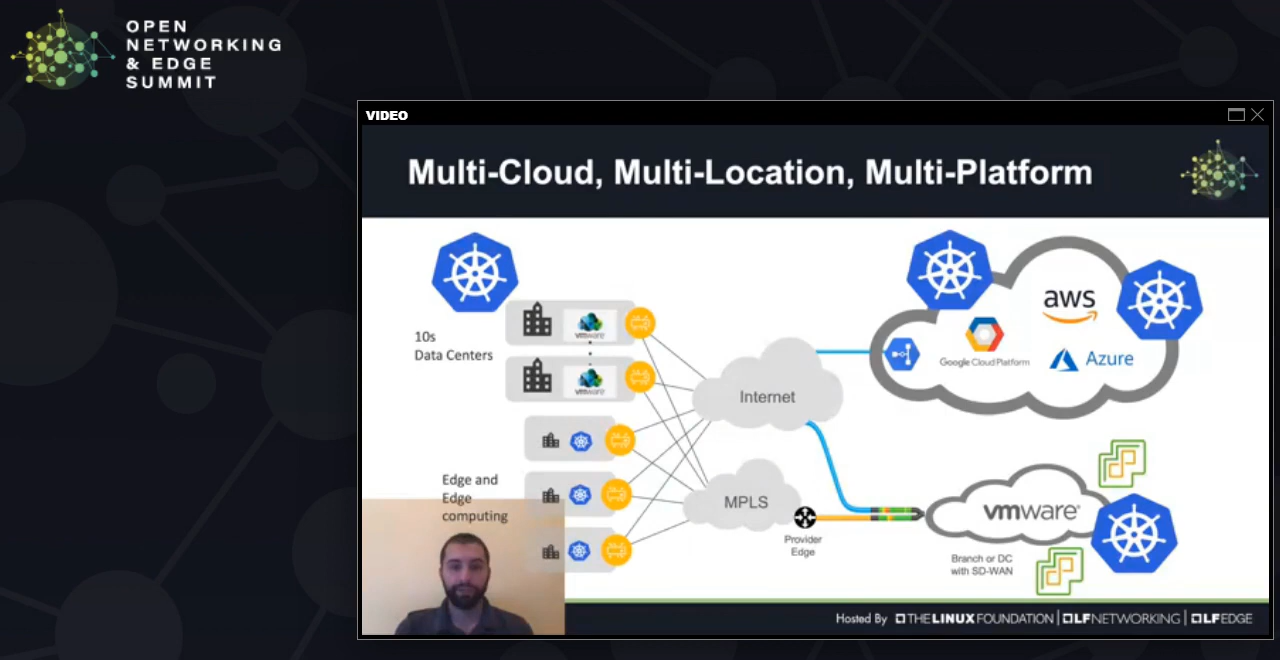 OPEN
NETWORKING
& EDGE
SUMMIT
VIDEO
Multi-Cloud, Multi-Location, Multi-Platform
10s
Data Centers
vmware
vmware
Edge and
Edge
computing
Internet
MPLS
Provider
Edge
aws
Google Cloud Platform
Azure
vmware
Branch or DC
with SD-WAN
Hosted By THE LINUX FOUNDATION | LF NETWORKING | LF EDGE